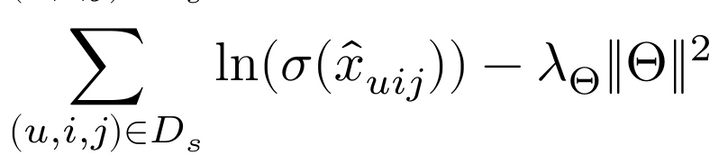 ∑ ln(σ(x̂_{uij})) − λ_Θ‖Θ‖²
(u,i,j)∈D_s